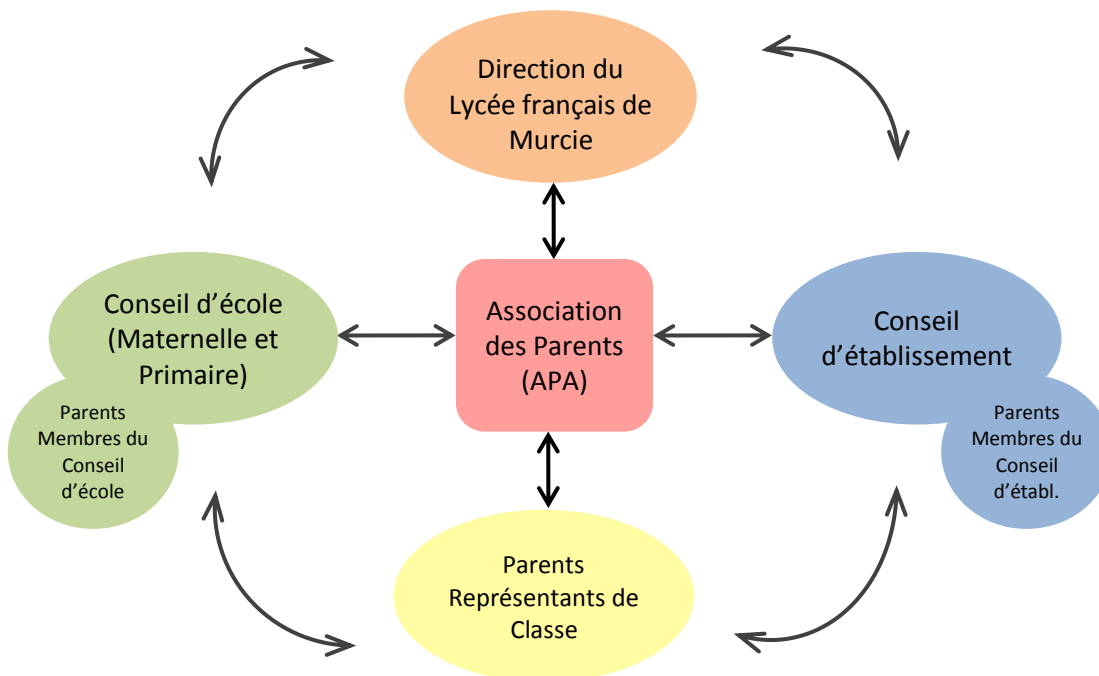 Direction du
Lycée français de
Murcie
Conseil d'école
(Maternelle et
Primaire)
Parents
Membres du
Conseil
d'école
Association
des Parents
(APA)
Conseil
d'établissement
Parents
Membres du
Conseil
d'établ.
Parents
Représentants de
Classe